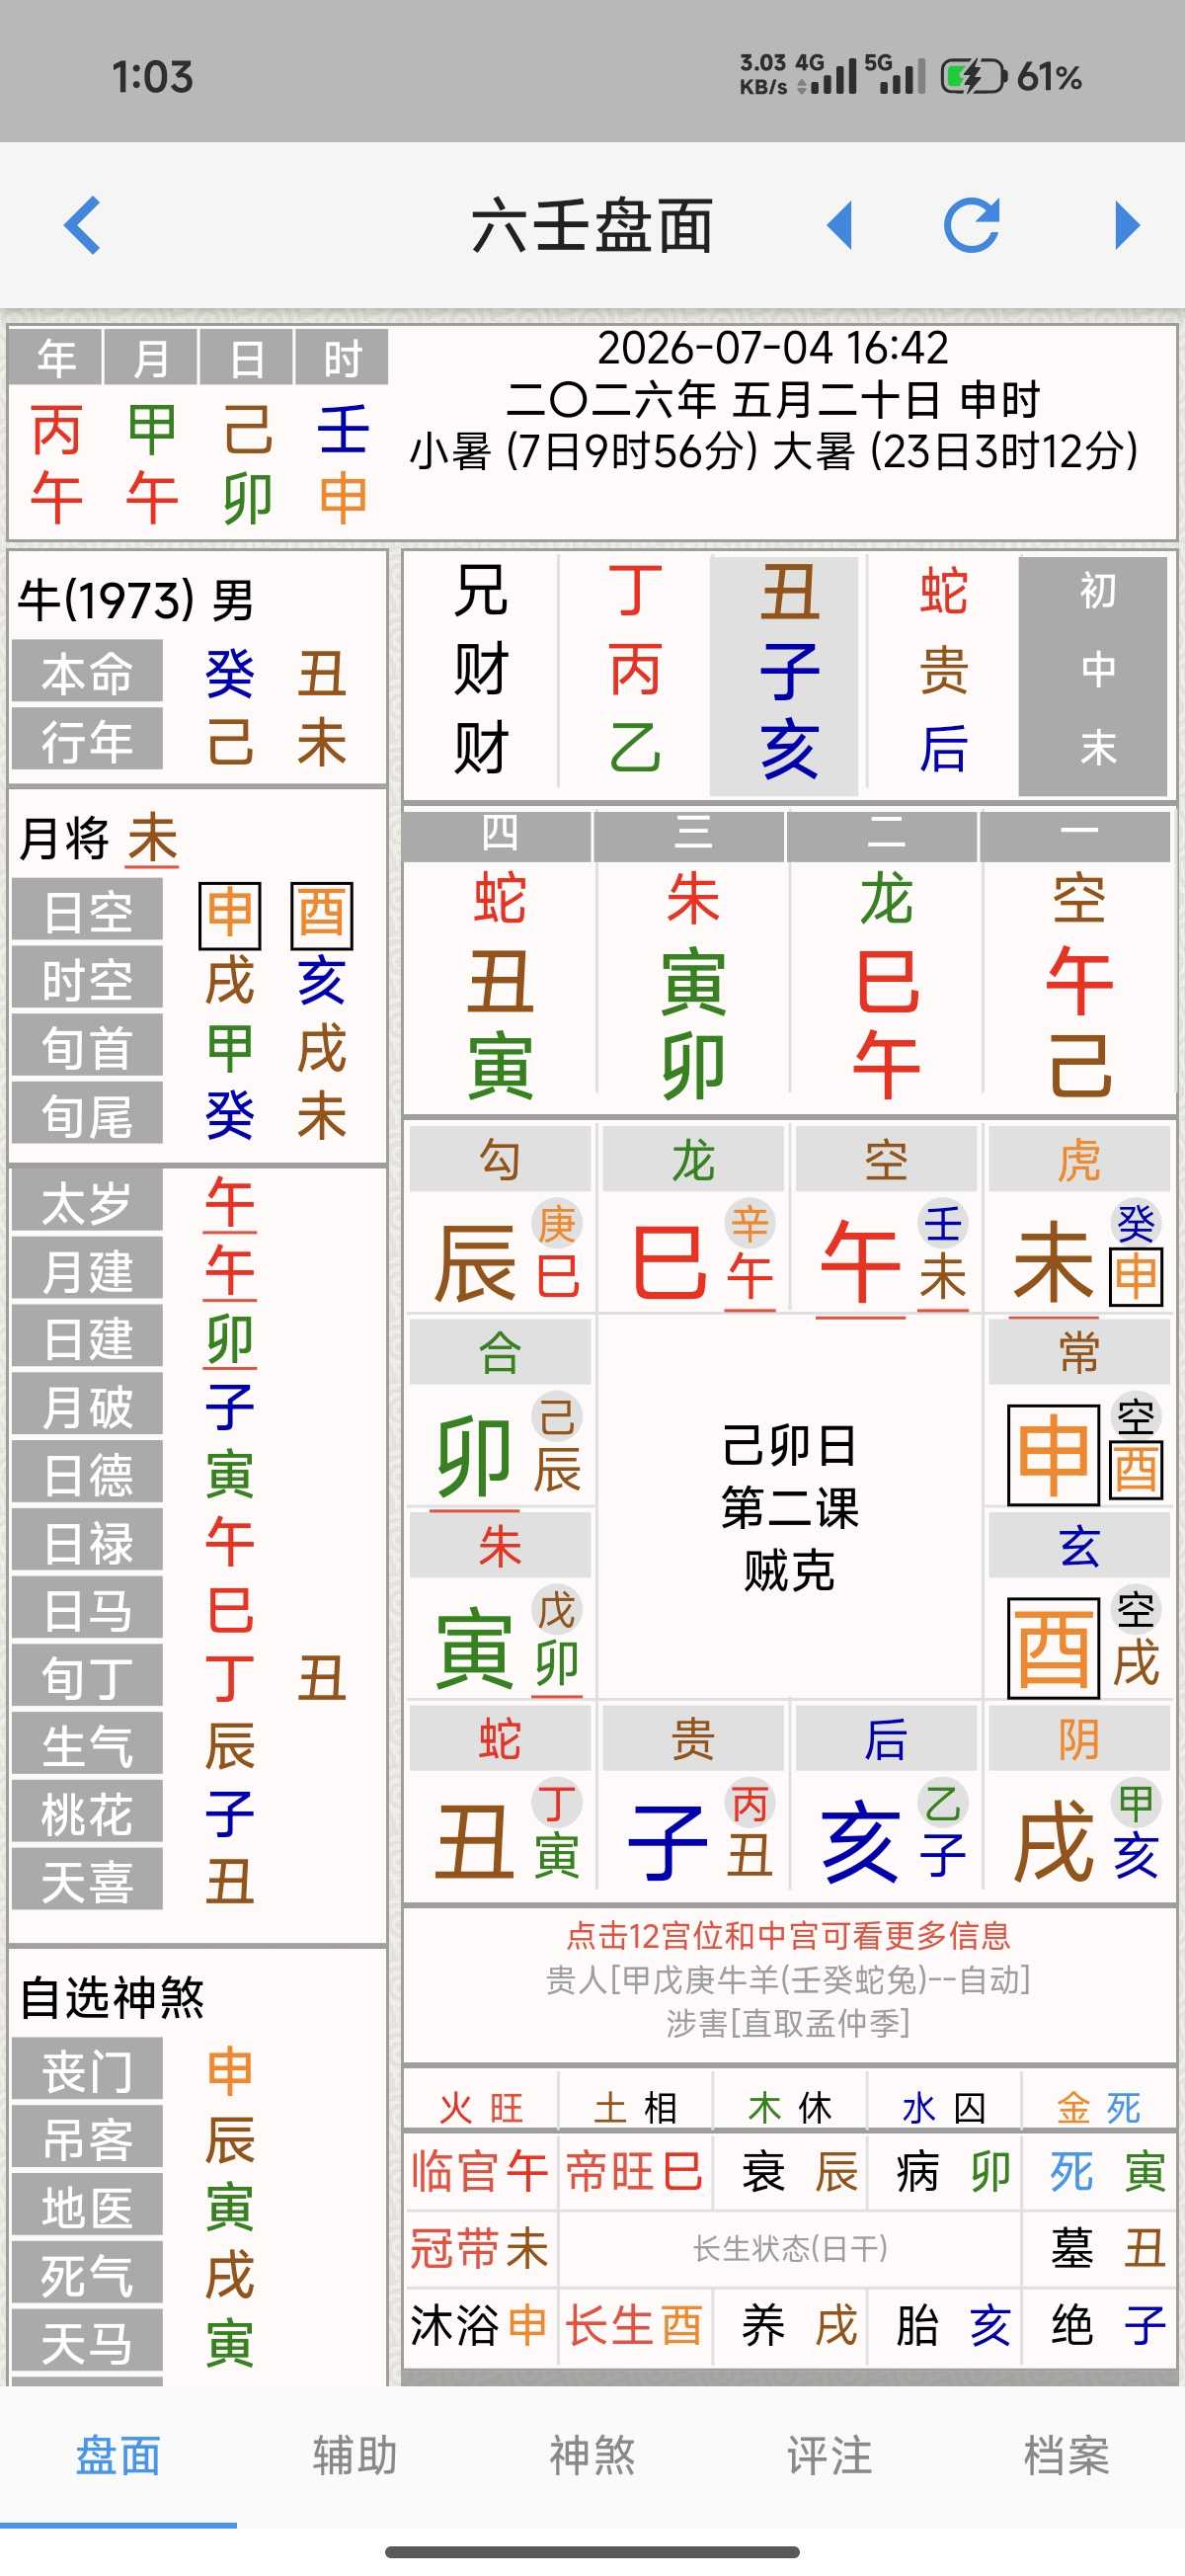 1:03
3.03 KB/s 4G 5G 61%
六壬盘面
年 月 日 时
丙 甲 己 壬
午 午 卯 申
2026-07-04 16:42
二〇二六年 五月二十日 申时
小暑 (7日9时56分) 大暑 (23日3时12分)
牛(1973) 男
本命 癸 丑
行年 己 未
月将 未
日空 申 酉
时空 戌 亥
旬首 甲 戌
旬尾 癸 未
太岁 午
月建 午
日建 卯
月破 子
日德 寅
日禄 午
日马 巳
旬丁 丁 丑
生气 辰
桃花 子
天喜 丑
自选神煞
丧门 申
吊客 辰
地医 寅
死气 戌
天马 寅
兄 丁 丑 蛇 初
财 丙 子 贵 中
财 乙 亥 后 末
四 三 二 一
蛇 朱 龙 空
丑 寅 巳 午
寅 卯 午 己
勾 龙 空 虎
辰 庚 巳 巳 辛 午 午 壬 未 未 癸 申
合 常
卯 己 辰 申 空 酉
己卯日
第二课
贼克
朱 玄
寅 戊 卯 酉 空 戌
蛇 贵 后 阴
丑 丁 寅 子 丙 丑 亥 乙 子 戌 甲 亥
点击12宫位和中宫可看更多信息
贵人[甲戊庚牛羊(壬癸蛇兔)--自动]
涉害[直取孟仲季]
火 旺 土 相 木 休 水 囚 金 死
临官 午 帝旺 巳 衰 辰 病 卯 死 寅
冠带 未 长生状态(日干) 墓 丑
沐浴 申 长生 酉 养 戌 胎 亥 绝 子
盘面 辅助 神煞 评注 档案